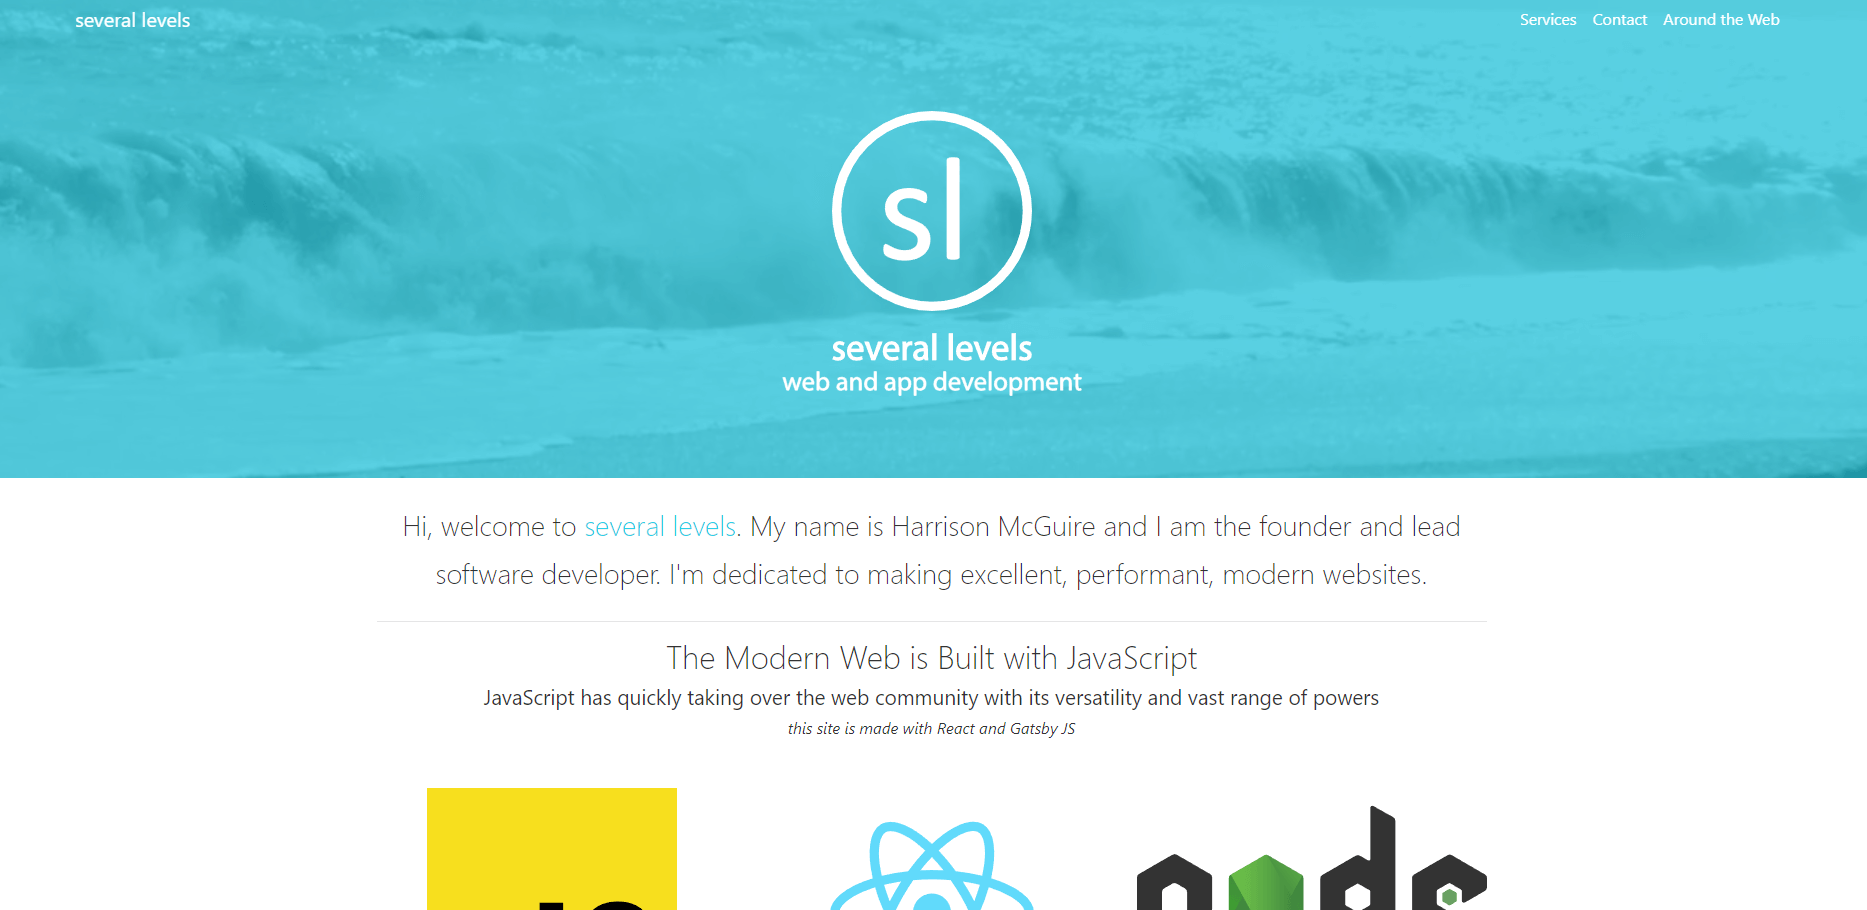 several levels
Services Contact Around the Web
sl
several levels
web and app development
Hi, welcome to several levels. My name is Harrison McGuire and I am the founder and lead
software developer. I'm dedicated to making excellent, performant, modern websites.
The Modern Web is Built with JavaScript
JavaScript has quickly taking over the web community with its versatility and vast range of powers
this site is made with React and Gatsby JS
node